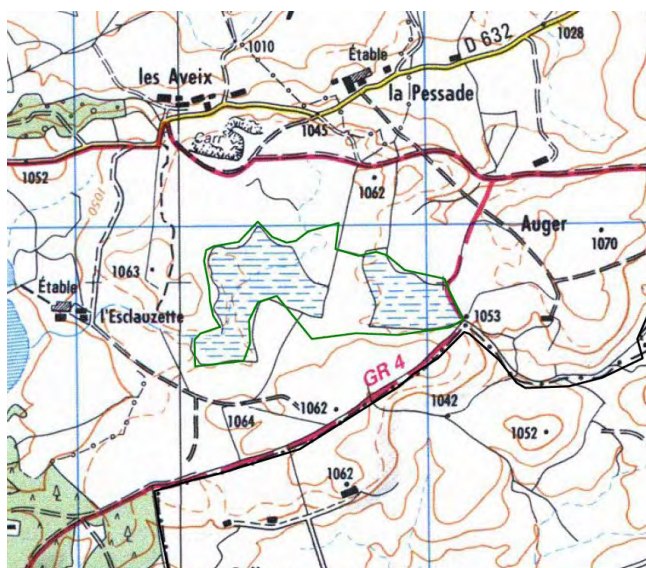 1028
1010
D 632
Étable
les Aveix
la Pessade
1045
Carr
1052
1062
1050
Auger
1070
1063
Étable
l'Esclauzette
1053
GR 4
1062
1042
1064
1052
1062